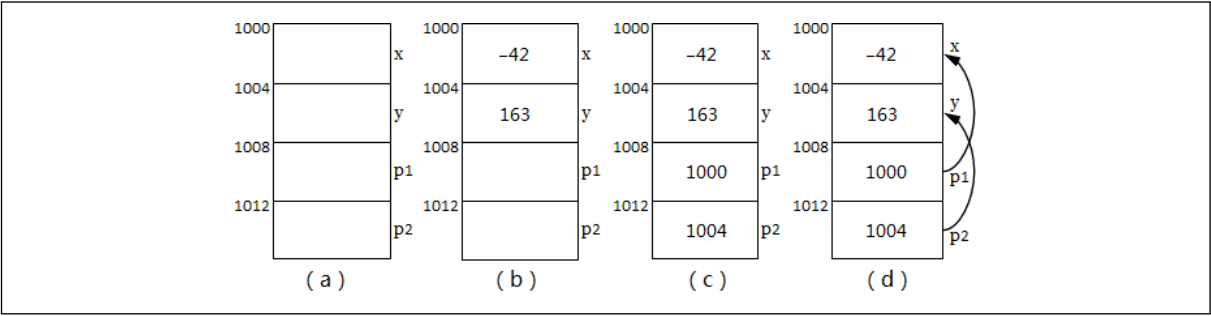 1000 1000 1000 1000
x –42 x –42 x –42 x
1004 1004 1004 1004
y 163 y 163 y 163 y
1008 1008 1008 1008
p1 p1 1000 p1 1000 p1
1012 1012 1012 1012
p2 p2 1004 p2 1004 p2
( a ) ( b ) ( c ) ( d )